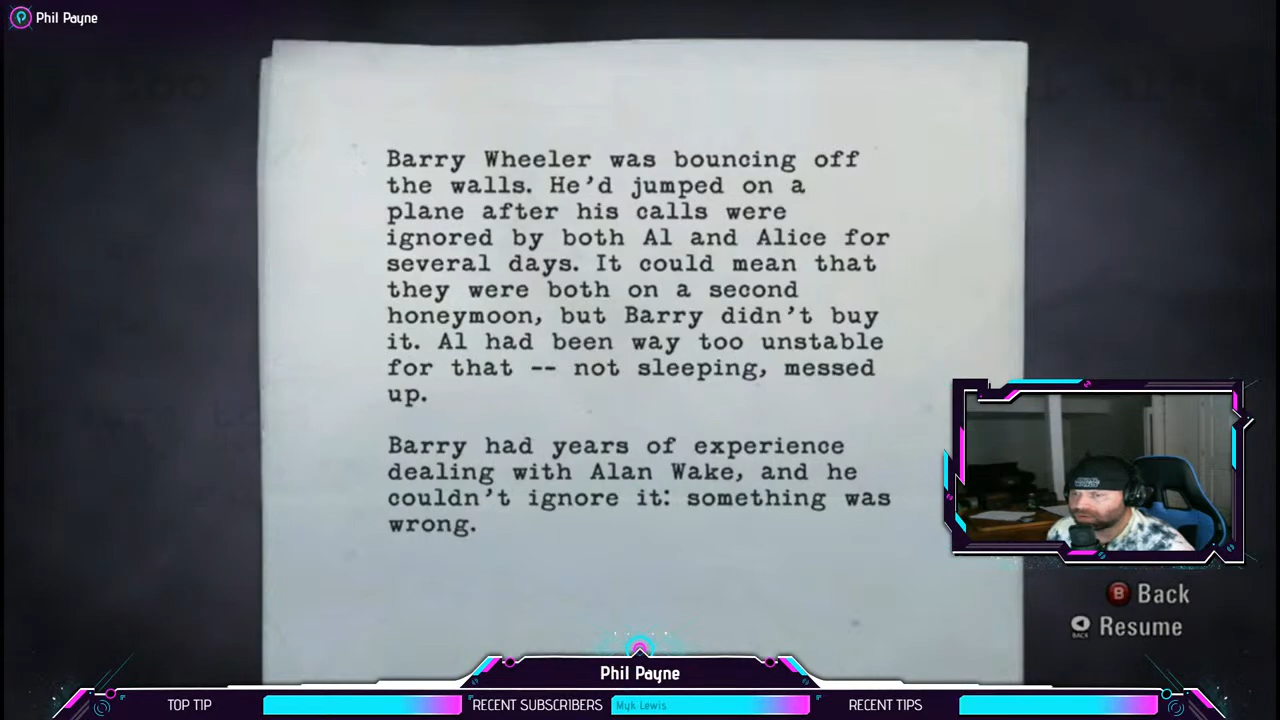 Phil Payne
Barry Wheeler was bouncing off
the walls. He'd jumped on a
plane after his calls were
ignored by both Al and Alice for
several days. It could mean that
they were both on a second
honeymoon, but Barry didn't buy
it. Al had been way too unstable
for that -- not sleeping, messed
up.
Barry had years of experience
dealing with Alan Wake, and he
couldn't ignore it: something was
wrong.
B Back
BACK Resume
Phil Payne
TOP TIP
RECENT SUBSCRIBERS
Myk Lewis
RECENT TIPS